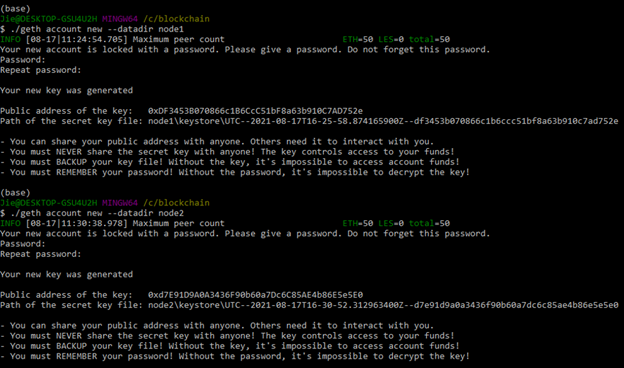 (base)
Jie@DESKTOP-GSU4U2H MINGW64 /c/blockchain
$ ./geth account new --datadir node1
INFO [08-17|11:24:54.705] Maximum peer count ETH=50 LES=0 total=50
Your new account is locked with a password. Please give a password. Do not forget this password.
Password:
Repeat password:
Your new key was generated
Public address of the key: 0xDF3453B070866c1B6CcC51bF8a63b910C7AD752e
Path of the secret key file: node1\keystore\UTC--2021-08-17T16-25-58.874165900Z--df3453b070866c1b6ccc51bf8a63b910c7ad752e
- You can share your public address with anyone. Others need it to interact with you.
- You must NEVER share the secret key with anyone! The key controls access to your funds!
- You must BACKUP your key file! Without the key, it's impossible to access account funds!
- You must REMEMBER your password! Without the password, it's impossible to decrypt the key!
(base)
Jie@DESKTOP-GSU4U2H MINGW64 /c/blockchain
$ ./geth account new --datadir node2
INFO [08-17|11:30:38.978] Maximum peer count ETH=50 LES=0 total=50
Your new account is locked with a password. Please give a password. Do not forget this password.
Password:
Repeat password:
Your new key was generated
Public address of the key: 0xd7E91D9A0A3436F90b60a7Dc6C85AE4b86E5e5E0
Path of the secret key file: node2\keystore\UTC--2021-08-17T16-30-52.312963400Z--d7e91d9a0a3436f90b60a7dc6c85ae4b86e5e5e0
- You can share your public address with anyone. Others need it to interact with you.
- You must NEVER share the secret key with anyone! The key controls access to your funds!
- You must BACKUP your key file! Without the key, it's impossible to access account funds!
- You must REMEMBER your password! Without the password, it's impossible to decrypt the key!